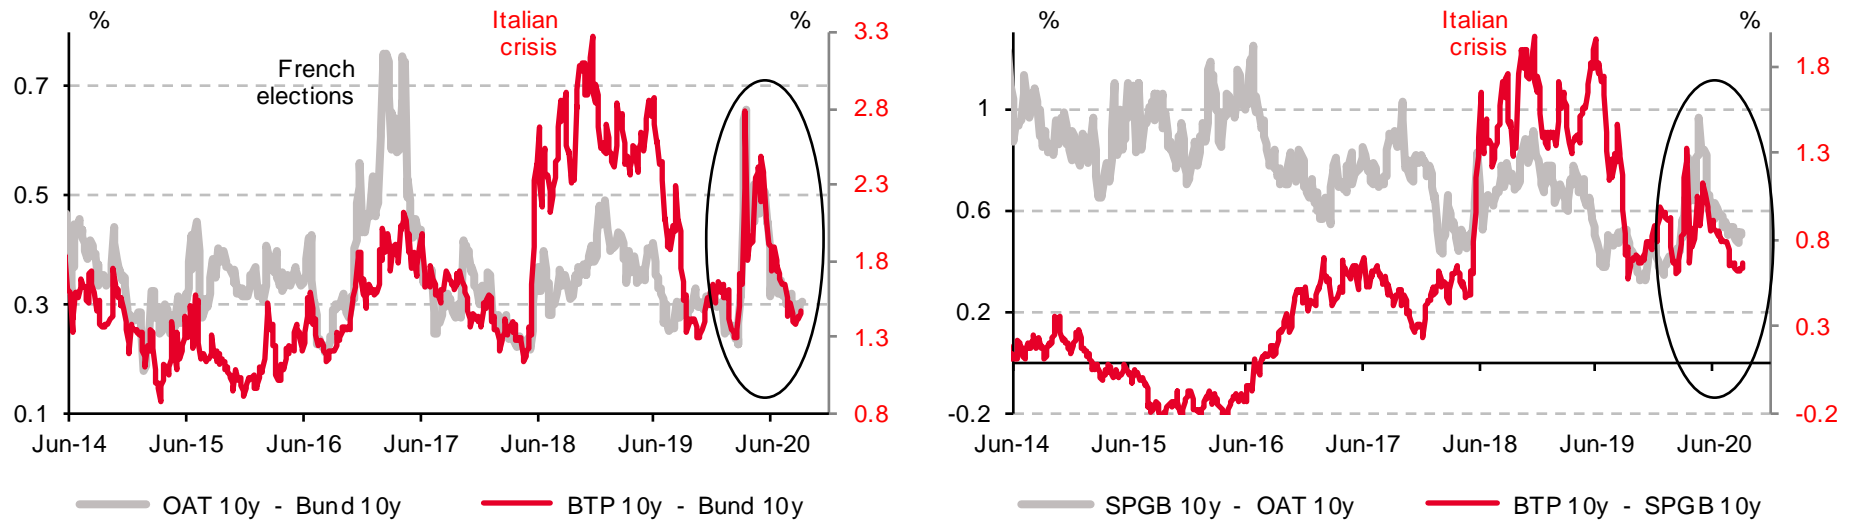 %
Italian
crisis
%
French
elections
0.7
0.5
0.3
0.1
3.3
2.8
2.3
1.8
1.3
0.8
Jun-14 Jun-15 Jun-16 Jun-17 Jun-18 Jun-19 Jun-20
OAT 10y - Bund 10y BTP 10y - Bund 10y
%
Italian
crisis
%
1
0.6
0.2
-0.2
1.8
1.3
0.8
0.3
-0.2
Jun-14 Jun-15 Jun-16 Jun-17 Jun-18 Jun-19 Jun-20
SPGB 10y - OAT 10y BTP 10y - SPGB 10y